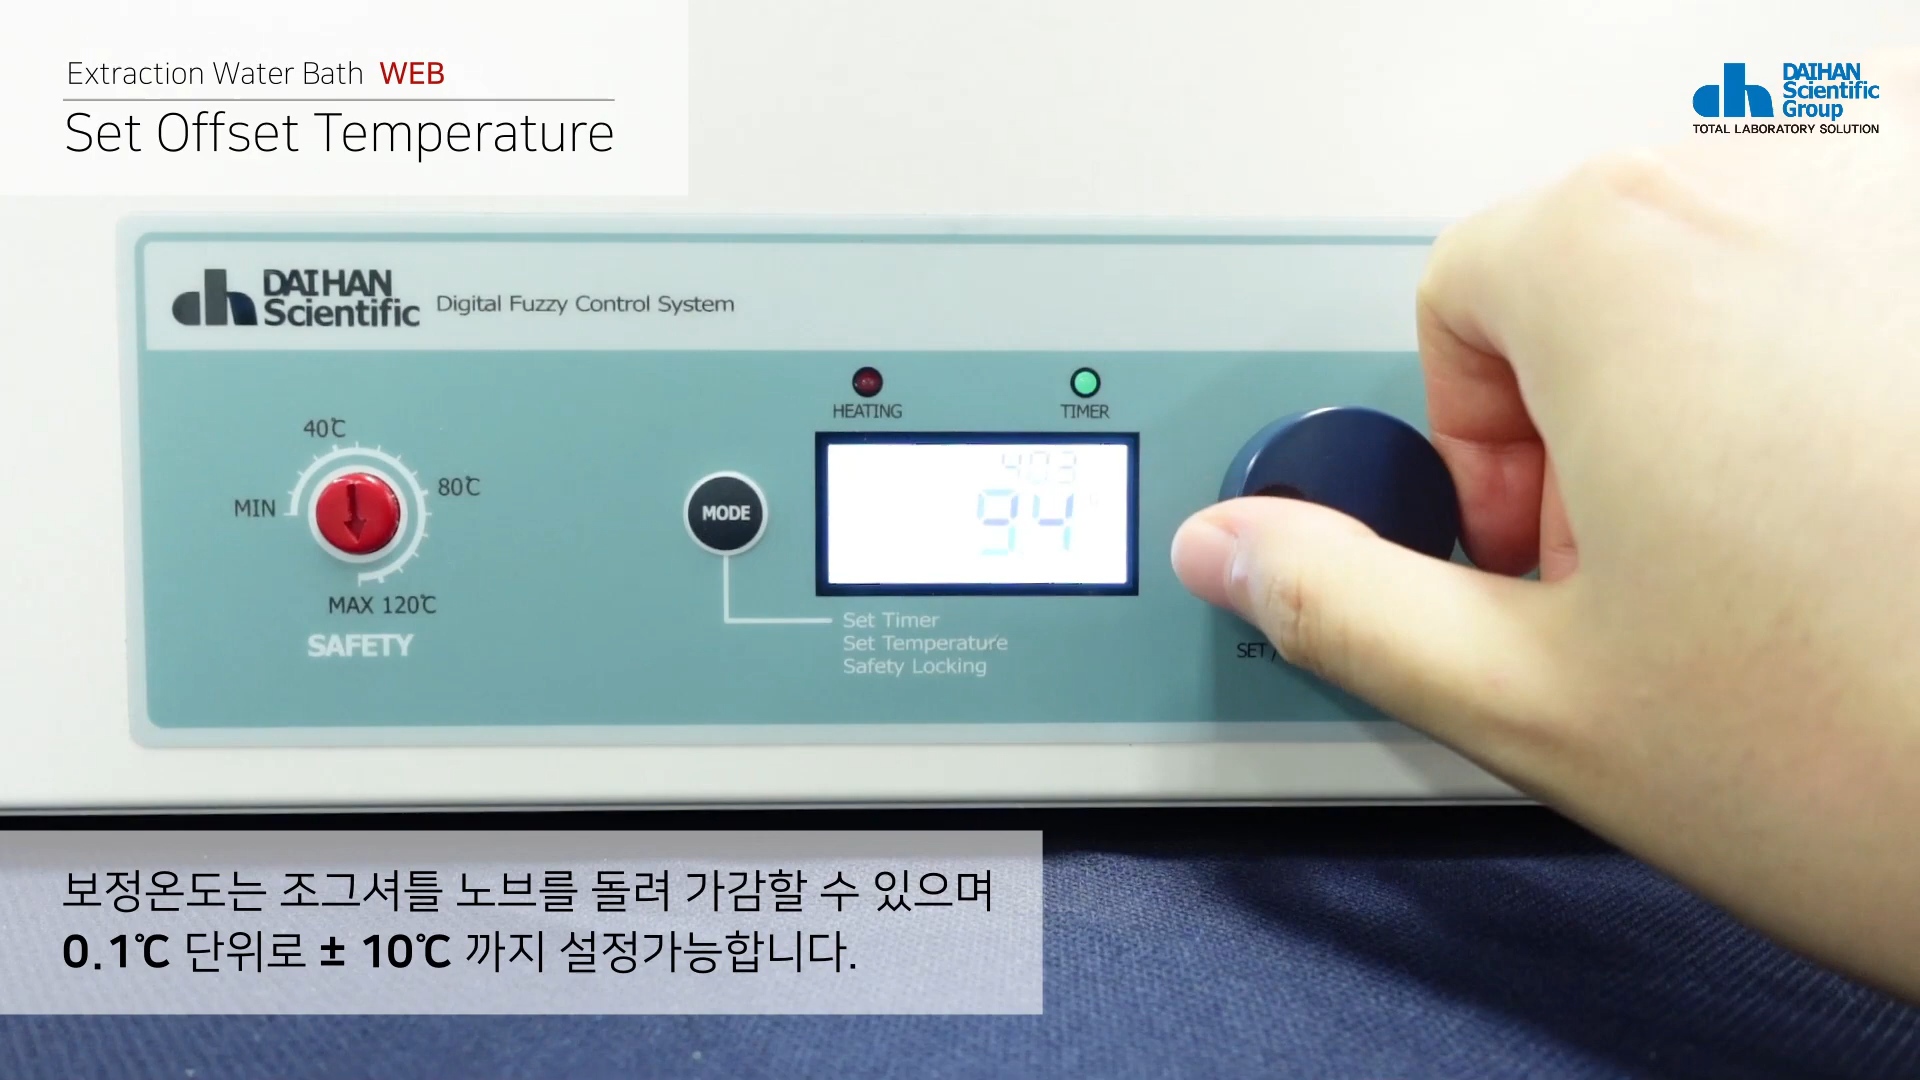 Extraction Water Bath WEB
Set Offset Temperature
DAIHAN
Scientific
Group
TOTAL LABORATORY SOLUTION
DAIHAN
Scientific
Digital Fuzzy Control System
HEATING
TIMER
40℃
80℃
MIN
MAX 120℃
SAFETY
MODE
94
Set Timer
Set Temperature
Safety Locking
SET /
보정온도는 조그셔틀 노브를 돌려 가감할 수 있으며
0.1℃ 단위로 ± 10℃ 까지 설정가능합니다.